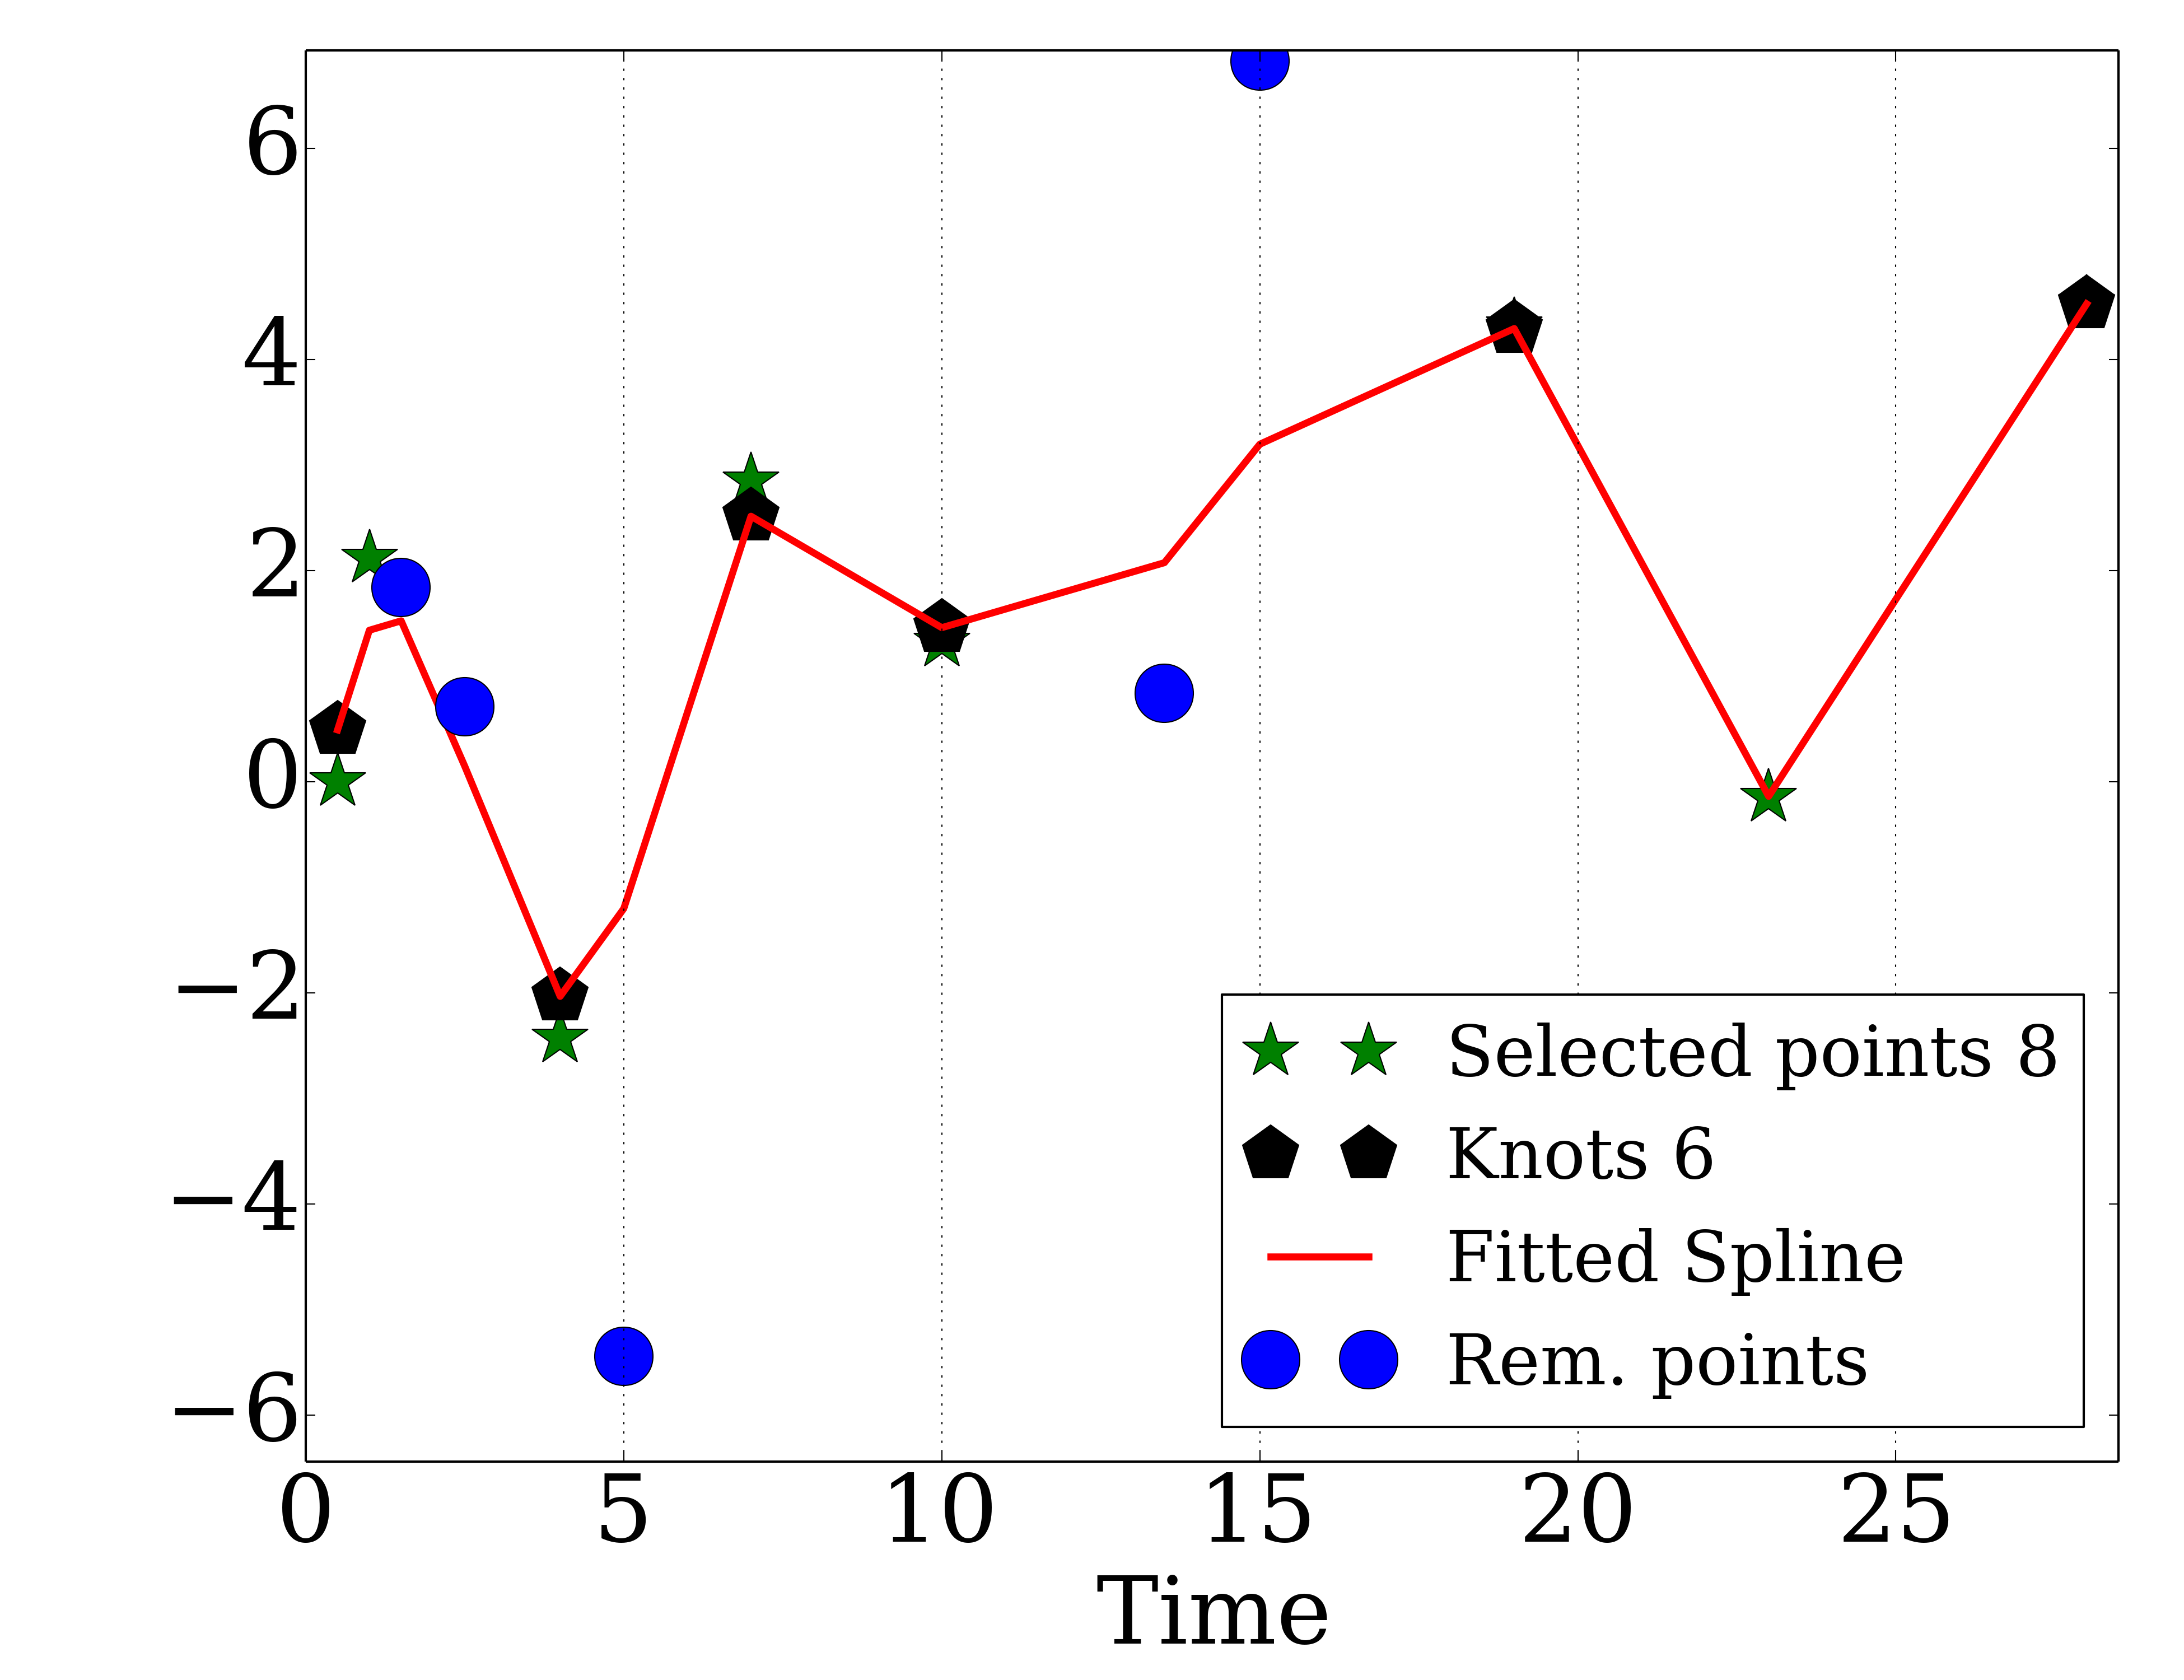 6
4
2
0
−2
−4
−6
Selected points 8
Knots 6
Fitted Spline
Rem. points
0 5 10 15 20 25
Time